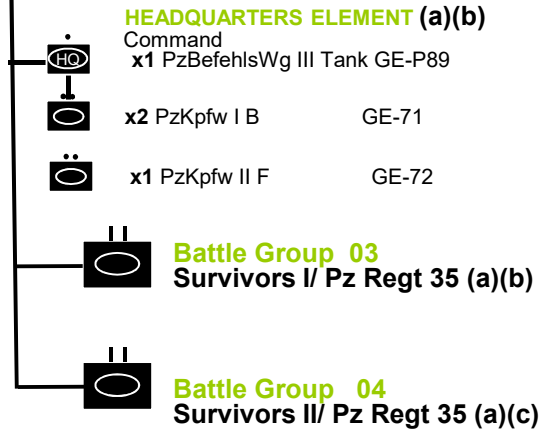 HEADQUARTERS ELEMENT (a)(b)
Command
HQ x1 PzBefehlsWg III Tank GE-P89
x2 PzKpfw I B GE-71
x1 PzKpfw II F GE-72
Battle Group 03
Survivors I/ Pz Regt 35 (a)(b)
Battle Group 04
Survivors II/ Pz Regt 35 (a)(c)